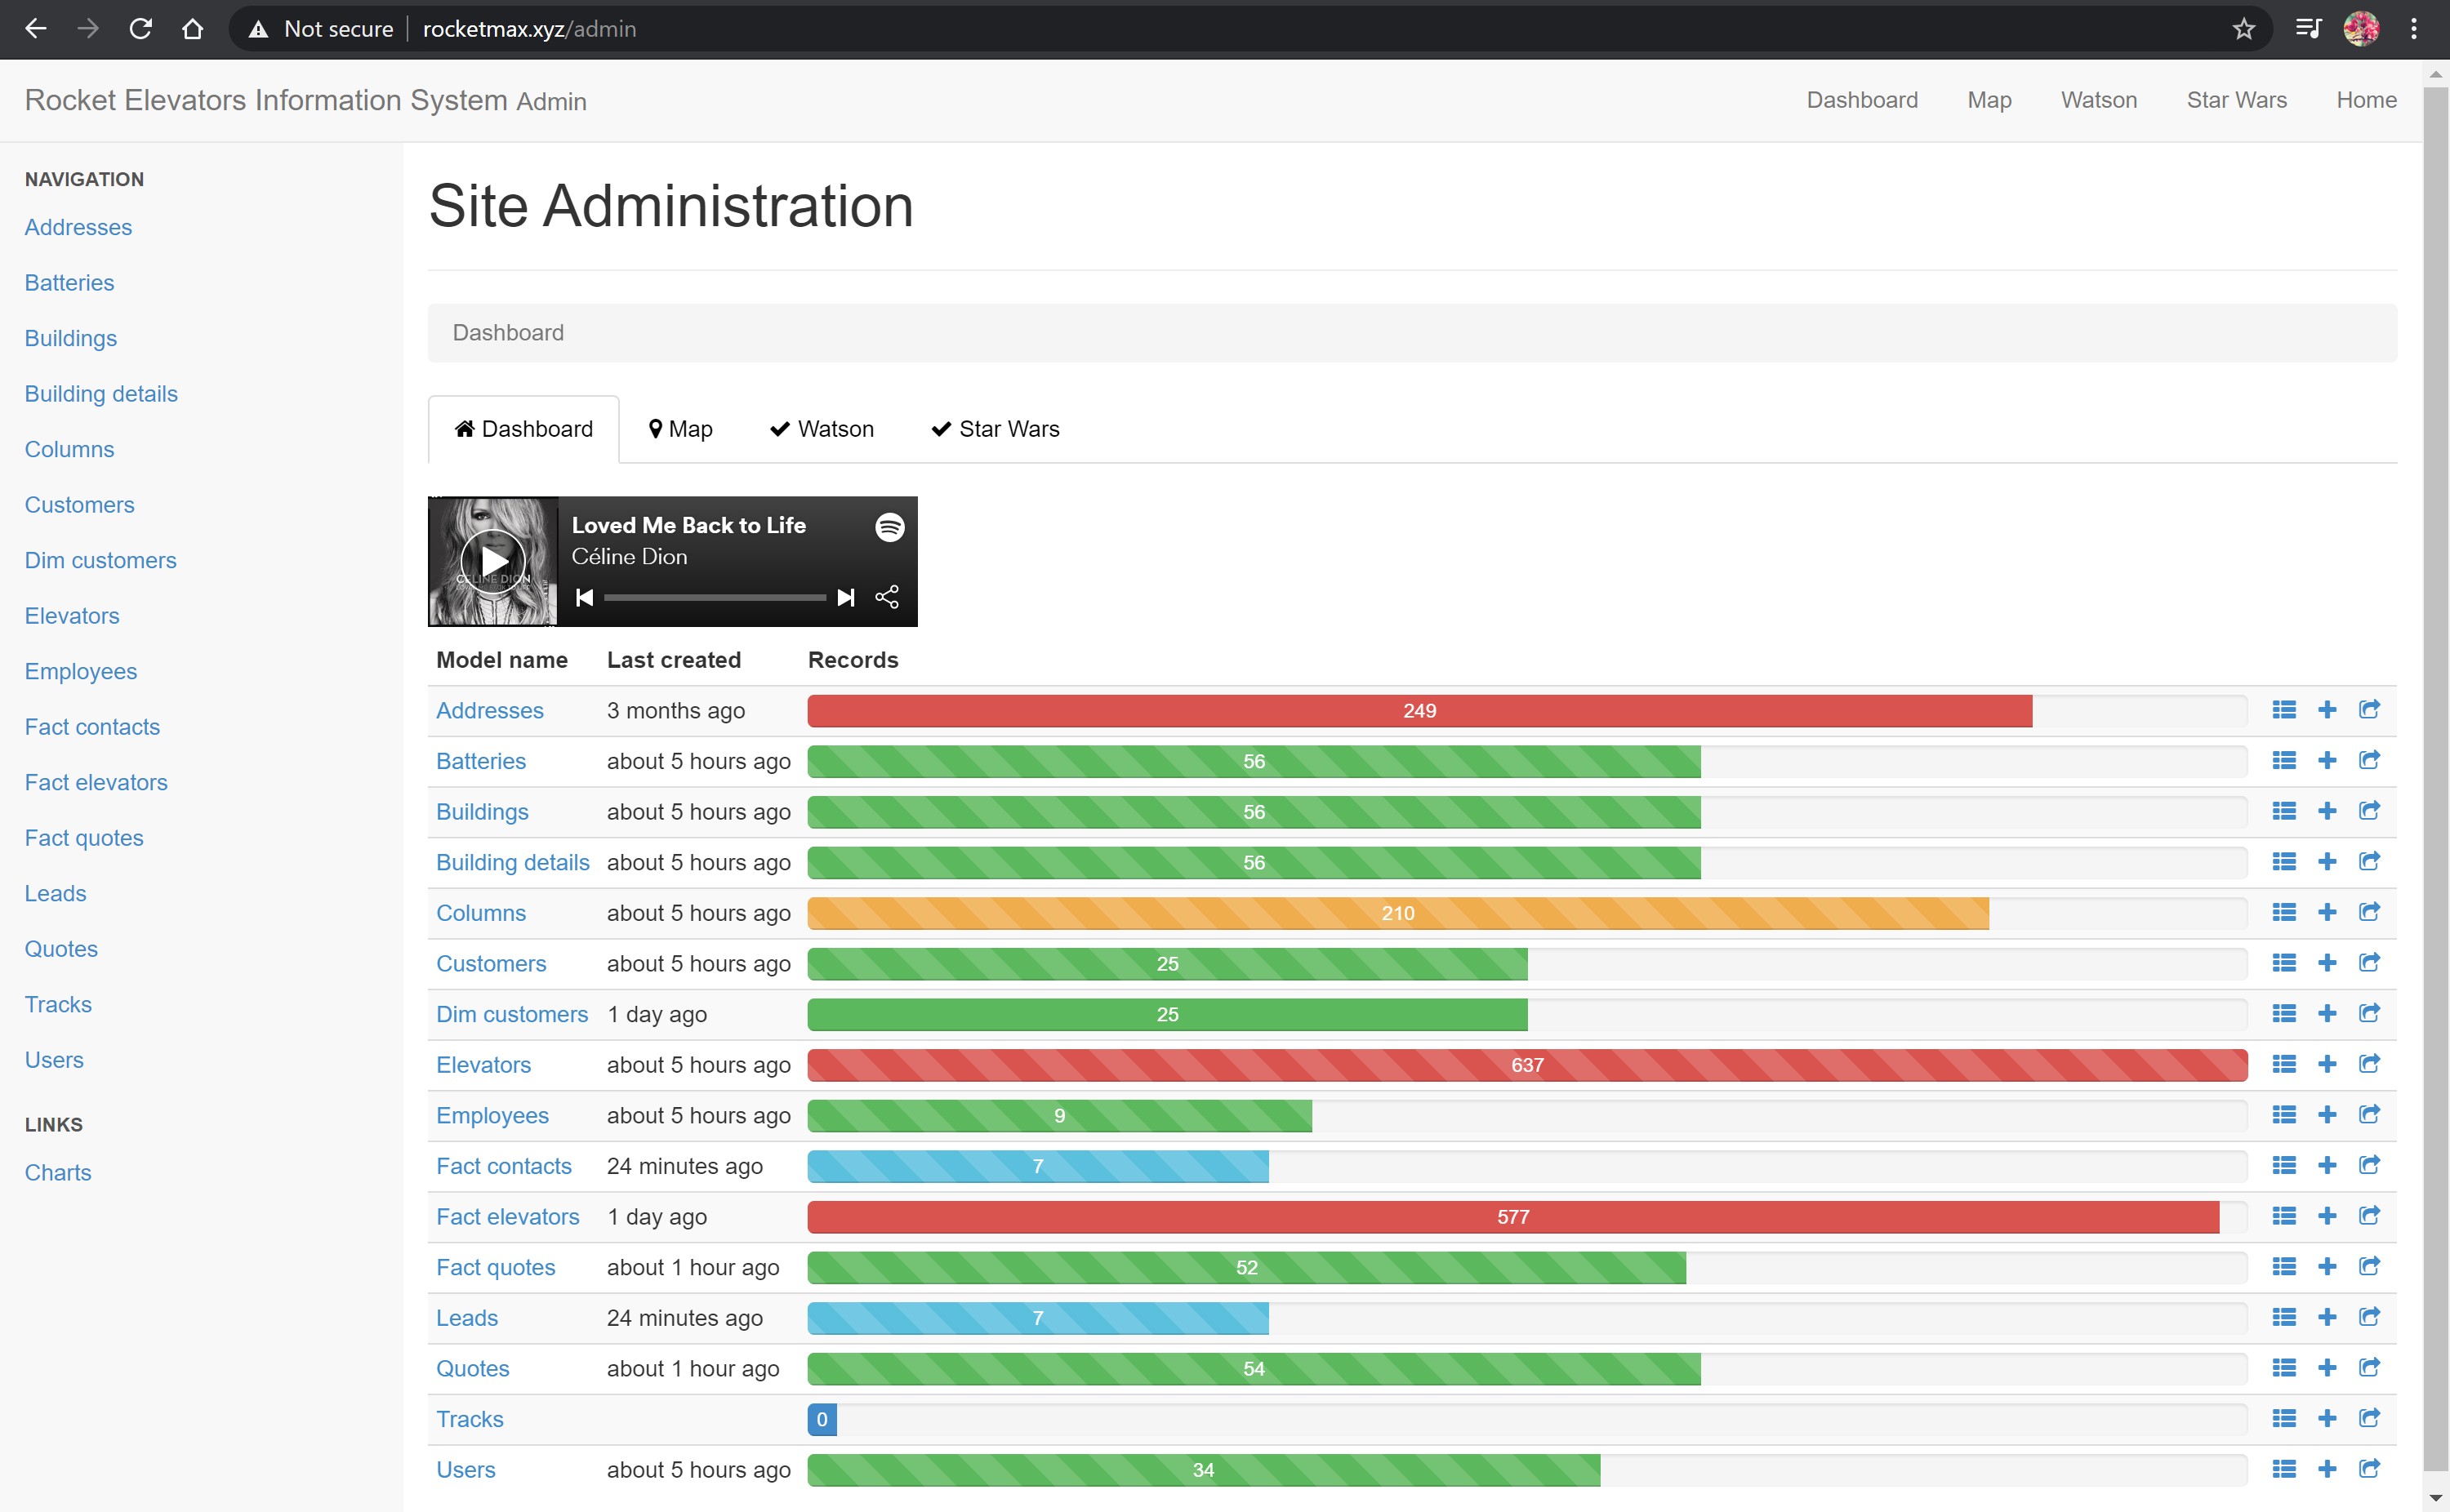 Not secure rocketmax.xyz/admin
Rocket Elevators Information System Admin
Dashboard Map Watson Star Wars Home
NAVIGATION
Addresses
Batteries
Buildings
Building details
Columns
Customers
Dim customers
Elevators
Employees
Fact contacts
Fact elevators
Fact quotes
Leads
Quotes
Tracks
Users
LINKS
Charts
Site Administration
Dashboard
Dashboard Map Watson Star Wars
CELINE DION
Loved Me Back to Life
Céline Dion
Model name Last created Records
Addresses 3 months ago 249
Batteries about 5 hours ago 56
Buildings about 5 hours ago 56
Building details about 5 hours ago 56
Columns about 5 hours ago 210
Customers about 5 hours ago 25
Dim customers 1 day ago 25
Elevators about 5 hours ago 637
Employees about 5 hours ago 9
Fact contacts 24 minutes ago 7
Fact elevators 1 day ago 577
Fact quotes about 1 hour ago 52
Leads 24 minutes ago 7
Quotes about 1 hour ago 54
Tracks 0
Users about 5 hours ago 34